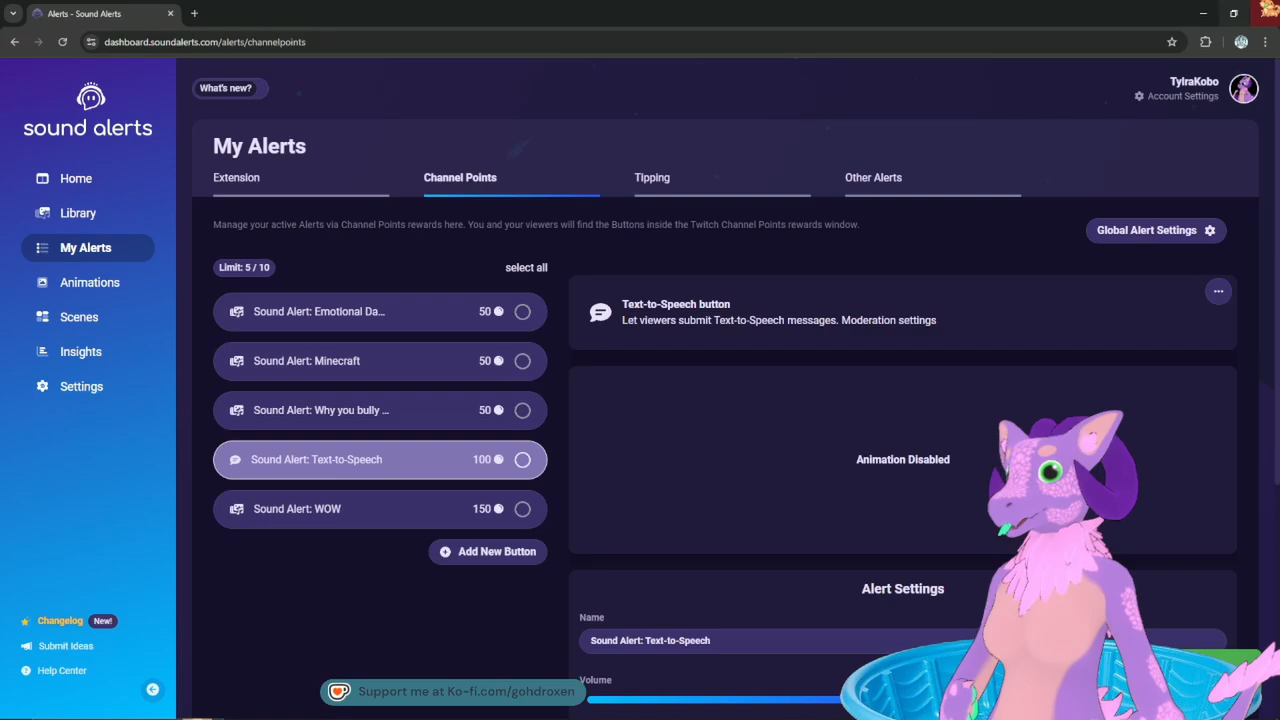 Alerts - Sound Alerts
dashboard.soundalerts.com/alerts/channelpoints
sound alerts
Home
Library
My Alerts
Animations
Scenes
Insights
Settings
Changelog New!
Submit Ideas
Help Center
What's new?
TylraKobo
Account Settings
My Alerts
Extension
Channel Points
Tipping
Other Alerts
Manage your active Alerts via Channel Points rewards here. You and your viewers will find the Buttons inside the Twitch Channel Points rewards window.
Global Alert Settings
Limit: 5 / 10
select all
Sound Alert: Emotional Da... 50
Sound Alert: Minecraft 50
Sound Alert: Why you bully ... 50
Sound Alert: Text-to-Speech 100
Sound Alert: WOW 150
Add New Button
Text-to-Speech button
Let viewers submit Text-to-Speech messages. Moderation settings
Animation Disabled
Alert Settings
Name
Sound Alert: Text-to-Speech
Volume
Support me at Ko-fi.com/gohdroxen